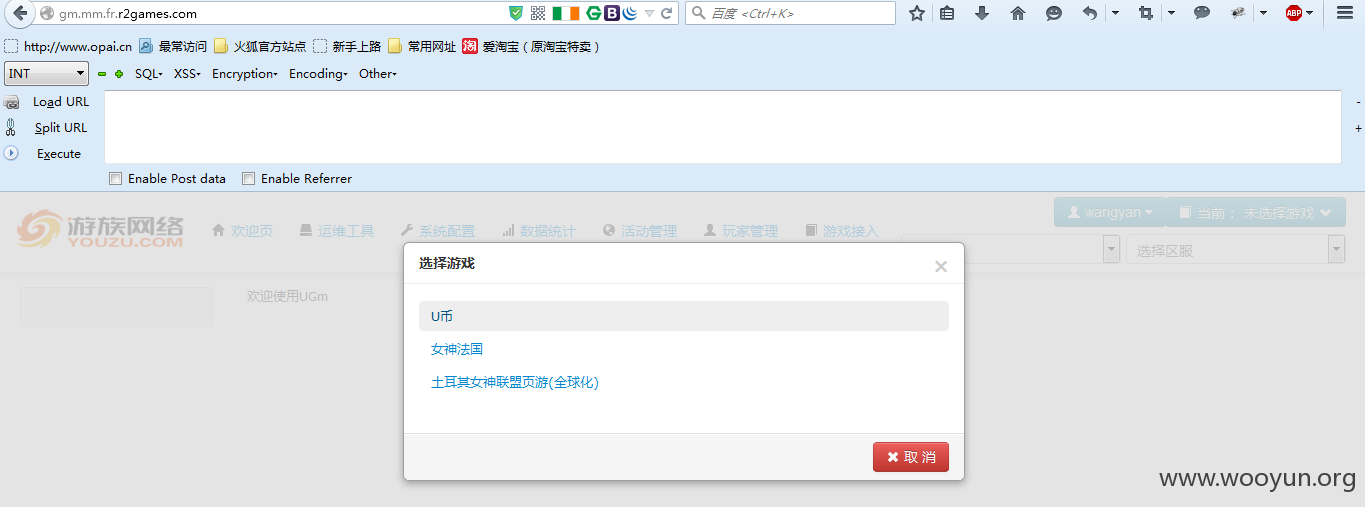 gm.mm.fr.r2games.com
百度 <Ctrl+K>
ABP
http://www.opai.cn 最常访问 火狐官方站点 新手上路 常用网址 淘 爱淘宝（原淘宝特卖）
INT SQL XSS Encryption Encoding Other
Load URL
Split URL
Execute
Enable Post data Enable Referrer
游族网络
YOUZU.COM
欢迎页 运维工具 系统配置 数据统计 活动管理 玩家管理 游戏接入
wangyan 当前： 未选择游戏
选择区服
欢迎使用UGm
选择游戏
U币
女神法国
土耳其女神联盟页游(全球化)
取 消
www.wooyun.org